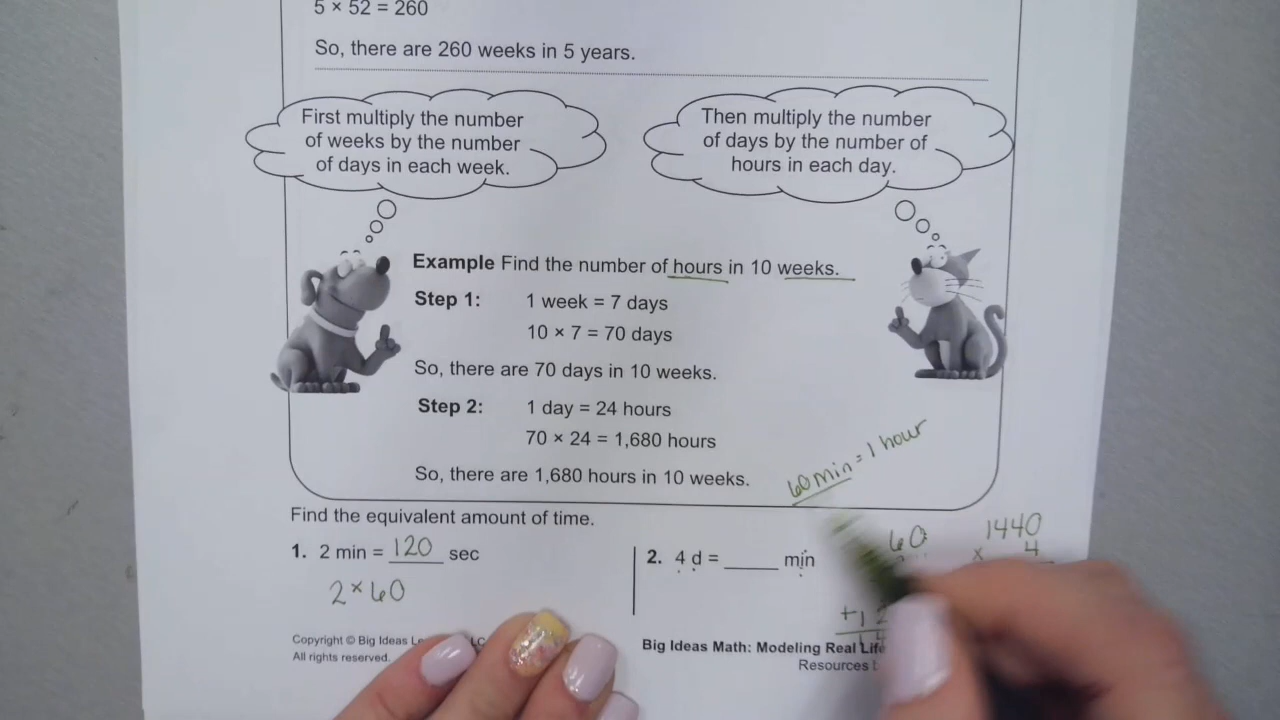 5 × 52 = 260
So, there are 260 weeks in 5 years.
First multiply the number
of weeks by the number
of days in each week.
Then multiply the number
of days by the number of
hours in each day.
Example Find the number of hours in 10 weeks.
Step 1: 1 week = 7 days
10 × 7 = 70 days
So, there are 70 days in 10 weeks.
Step 2: 1 day = 24 hours
70 × 24 = 1,680 hours
So, there are 1,680 hours in 10 weeks.
60 min = 1 hour
Find the equivalent amount of time.
1. 2 min = 120 sec
2 × 60
2. 4 d = ____ min
60
+12
1440
× 4
Copyright © Big Ideas Le
All rights reserved.
Big Ideas Math: Modeling Real Life
Resources